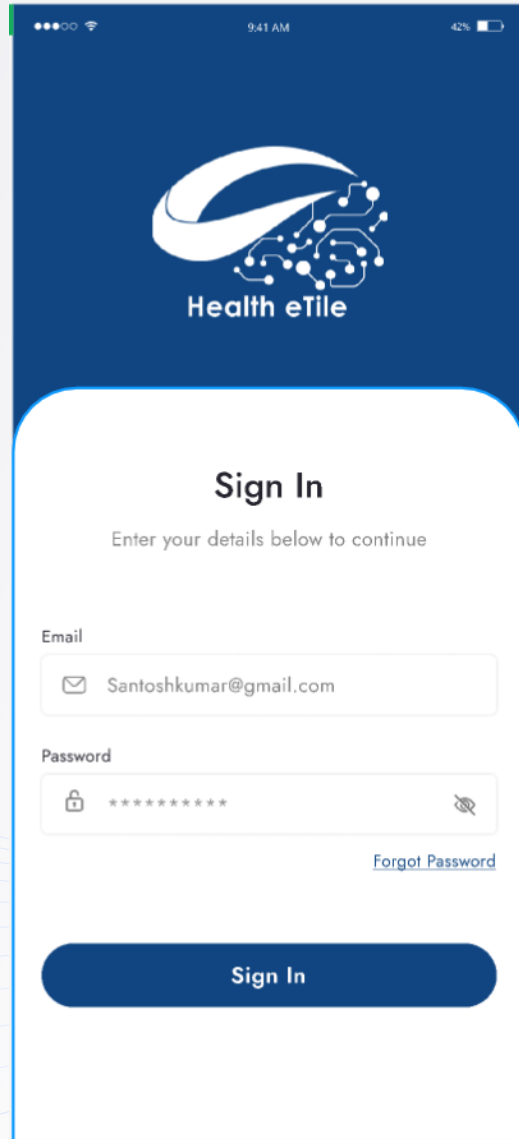 9:41 AM
42%
Health eTile
Sign In
Enter your details below to continue
Email
Santoshkumar@gmail.com
Password
**********
Forgot Password
Sign In